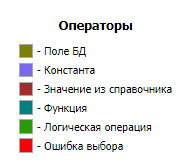 Операторы
- Поле БД
- Константа
- Значение из справочника
- Функция
- Логическая операция
- Ошибка выбора